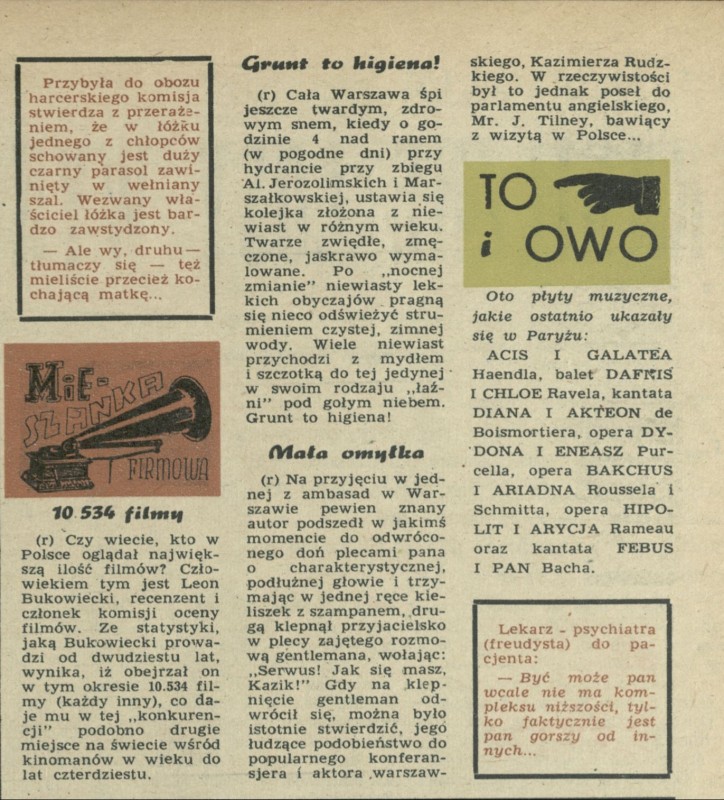 Przybyła do obozu
harcerskiego komisja
stwierdza z przeraże-
niem, że w łóżku
jednego z chłopców
schowany jest duży
czarny parasol zawi-
nięty w wełniany
szal. Wezwany wła-
ściciel łóżka jest bar-
dzo zawstydzony.
— Ale wy, druhu —
tłumaczy się — też
mieliście przecież ko-
chającą matkę...
MIE-
SZANKA
FIRMOWA
10.534 filmy
(r) Czy wiecie, kto w
Polsce oglądał najwięk-
szą ilość filmów? Czło-
wiekiem tym jest Leon
Bukowiecki, recenzent i
członek komisji oceny
filmów. Ze statystyki,
jaką Bukowiecki prowa-
dzi od dwudziestu lat,
wynika, iż obejrzał on
w tym okresie 10.534 fil-
my (każdy inny), co da-
je mu w tej „konkuren-
cji” podobno drugie
miejsce na świecie wśród
kinomanów w wieku do
lat czterdziestu.
Grunt to higiena!
(r) Cała Warszawa śpi
jeszcze twardym, zdro-
wym snem, kiedy o go-
dzinie 4 nad ranem
(w pogodne dni) przy
hydrancie przy zbiegu
Al. Jerozolimskich i Mar-
szałkowskiej, ustawia się
kolejka złożona z nie-
wiast w różnym wieku.
Twarze zwiędłe, zmę-
czone, jaskrawo wyma-
lowane. Po „nocnej
zmianie” niewiasty lek-
kich obyczajów pragną
się nieco odświeżyć stru-
mieniem czystej, zimnej
wody. Wiele niewiast
przychodzi z mydłem
i szczotką do tej jedynej
w swoim rodzaju „łaź-
ni” pod gołym niebem.
Grunt to higiena!
Mała omyłka
(r) Na przyjęciu w jed-
nej z ambasad w War-
szawie pewien znany
autor podszedł w jakimś
momencie do odwróco-
nego doń plecami pana
o charakterystycznej,
podłużnej głowie i trzy-
mając w jednej ręce kie-
liszek z szampanem, dru-
gą klepnął przyjacielsko
w plecy zajętego rozmo-
wą gentlemana, wołając:
„Serwus! Jak się masz,
Kazik!” Gdy na klep-
nięcie gentleman od-
wrócił się, można było
istotnie stwierdzić, jego
łudzące podobieństwo do
popularnego konferan-
sjera i aktora warszaw-
skiego, Kazimierza Rudz-
kiego. W rzeczywistości
był to jednak poseł do
parlamentu angielskiego,
Mr. J. Tilney, bawiący
z wizytą w Polsce...
TO
i OWO
Oto płyty muzyczne,
jakie ostatnio ukazały
się w Paryżu:
ACIS I GALATEA
Haendla, balet DAFNIS
I CHLOE Ravela, kantata
DIANA I AKTEON de
Boismortiera, opera DY-
DONA I ENEASZ Pur-
cella, opera BAKCHUS
I ARIADNA Roussela i
Schmitta, opera HIPO-
LIT I ARYCJA Rameau
oraz kantata FEBUS
I PAN Bacha.
Lekarz - psychiatra
(freudysta) do pa-
cjenta:
— Być może pan
wcale nie ma kom-
pleksu niższości, tyl-
ko faktycznie jest
pan gorszy od in-
nych...